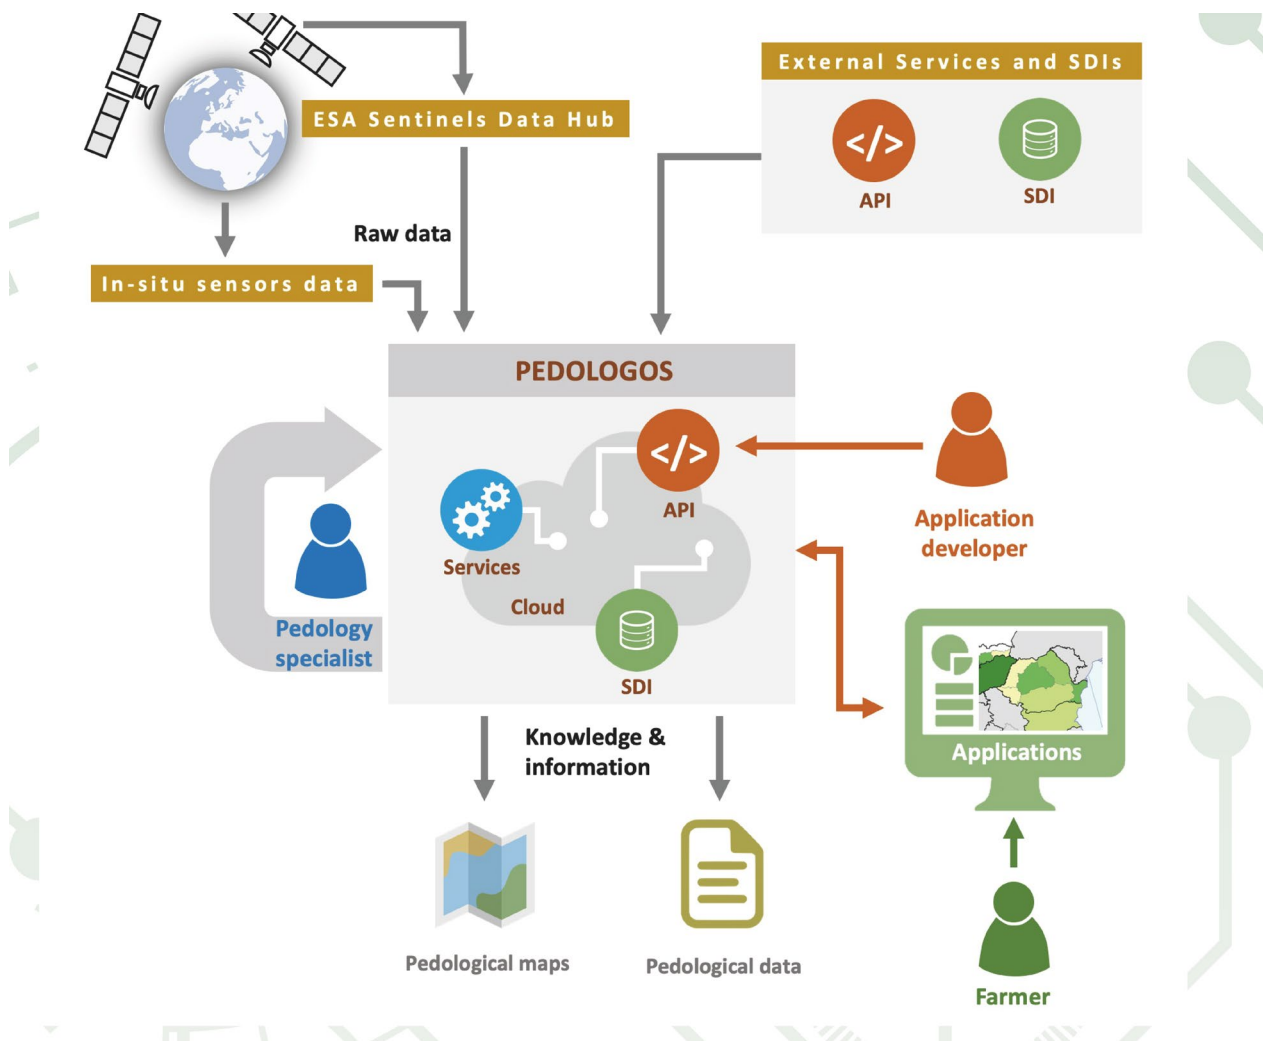 ESA Sentinels Data Hub
External Services and SDIs
</>
API
SDI
Raw data
In-situ sensors data
PEDOLOGOS
</>
API
Services
Cloud
SDI
Application
developer
Pedology
specialist
Applications
Knowledge &
information
Pedological maps
Pedological data
Farmer